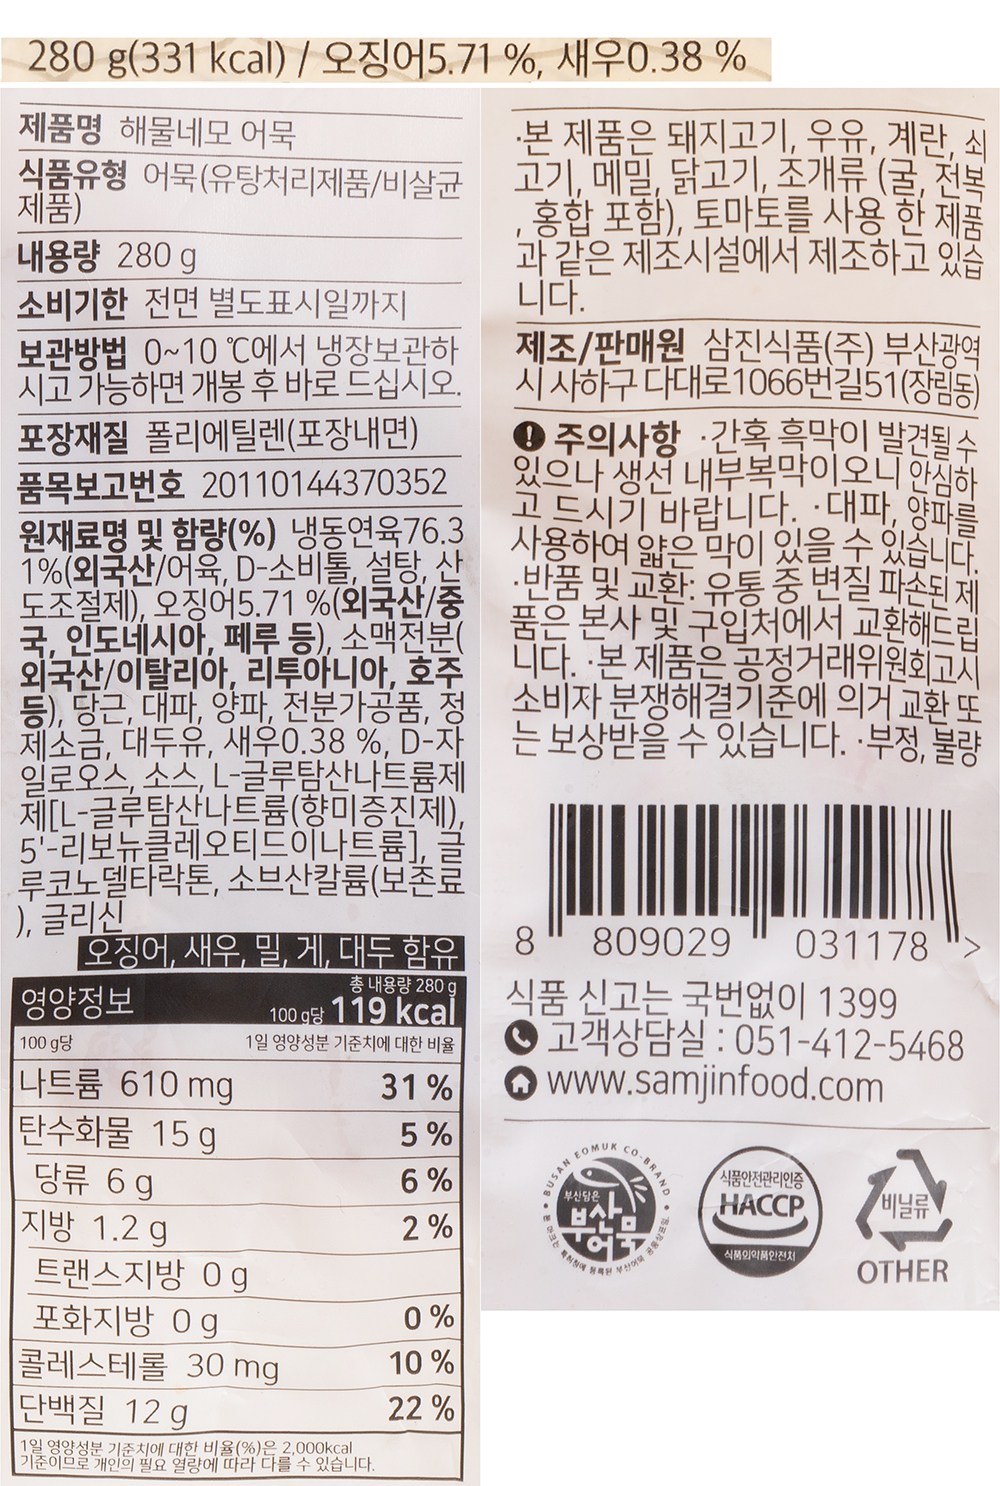 280 g(331 kcal) / 오징어5.71 %, 새우0.38 %
제품명 해물네모 어묵
식품유형 어묵(유탕처리제품/비살균
제품)
내용량 280 g
소비기한 전면 별도표시일까지
보관방법 0~10 ℃에서 냉장보관하
시고 가능하면 개봉 후 바로 드십시오.
포장재질 폴리에틸렌(포장내면)
품목보고번호 20110144370352
원재료명 및 함량(%) 냉동연육76.3
1%(외국산/어육, D-소비톨, 설탕, 산
도조절제), 오징어5.71 %(외국산/중
국, 인도네시아, 페루 등), 소맥전분(
외국산/이탈리아, 리투아니아, 호주
등), 당근, 대파, 양파, 전분가공품, 정
제소금, 대두유, 새우0.38 %, D-자
일로오스, 소스, L-글루탐산나트륨제
제[L-글루탐산나트륨(향미증진제),
5'-리보뉴클레오티드이나트륨], 글
루코노델타락톤, 소브산칼륨(보존료
), 글리신
오징어, 새우, 밀, 게, 대두 함유
영양정보
총 내용량 280 g
100 g당 119 kcal
100 g당 1일 영양성분 기준치에 대한 비율
나트륨 610 mg 31 %
탄수화물 15 g 5 %
당류 6 g 6 %
지방 1.2 g 2 %
트랜스지방 0 g
포화지방 0 g 0 %
콜레스테롤 30 mg 10 %
단백질 12 g 22 %
1일 영양성분 기준치에 대한 비율(%)은 2,000kcal
기준이므로 개인의 필요 열량에 따라 다를 수 있습니다.
·본 제품은 돼지고기, 우유, 계란, 쇠
고기, 메밀, 닭고기, 조개류 (굴, 전복
, 홍합 포함), 토마토를 사용 한 제품
과 같은 제조시설에서 제조하고 있습
니다.
제조/판매원 삼진식품(주) 부산광역
시 사하구 다대로1066번길51(장림동)
! 주의사항 ·간혹 흑막이 발견될 수
있으나 생선 내부복막이오니 안심하
고 드시기 바랍니다. ·대파, 양파를
사용하여 얇은 막이 있을 수 있습니다.
·반품 및 교환: 유통 중 변질 파손된 제
품은 본사 및 구입처에서 교환해드립
니다. ·본 제품은 공정거래위원회고시
소비자 분쟁해결기준에 의거 교환 또
는 보상받을 수 있습니다. ·부정, 불량
8 809029 031178 >
식품 신고는 국번없이 1399
고객상담실 : 051-412-5468
www.samjinfood.com
BUSAN EOMUK CO-BRAND
부산담은
부산
어묵
식품안전관리인증
HACCP
식품의약품안전처
비닐류
OTHER